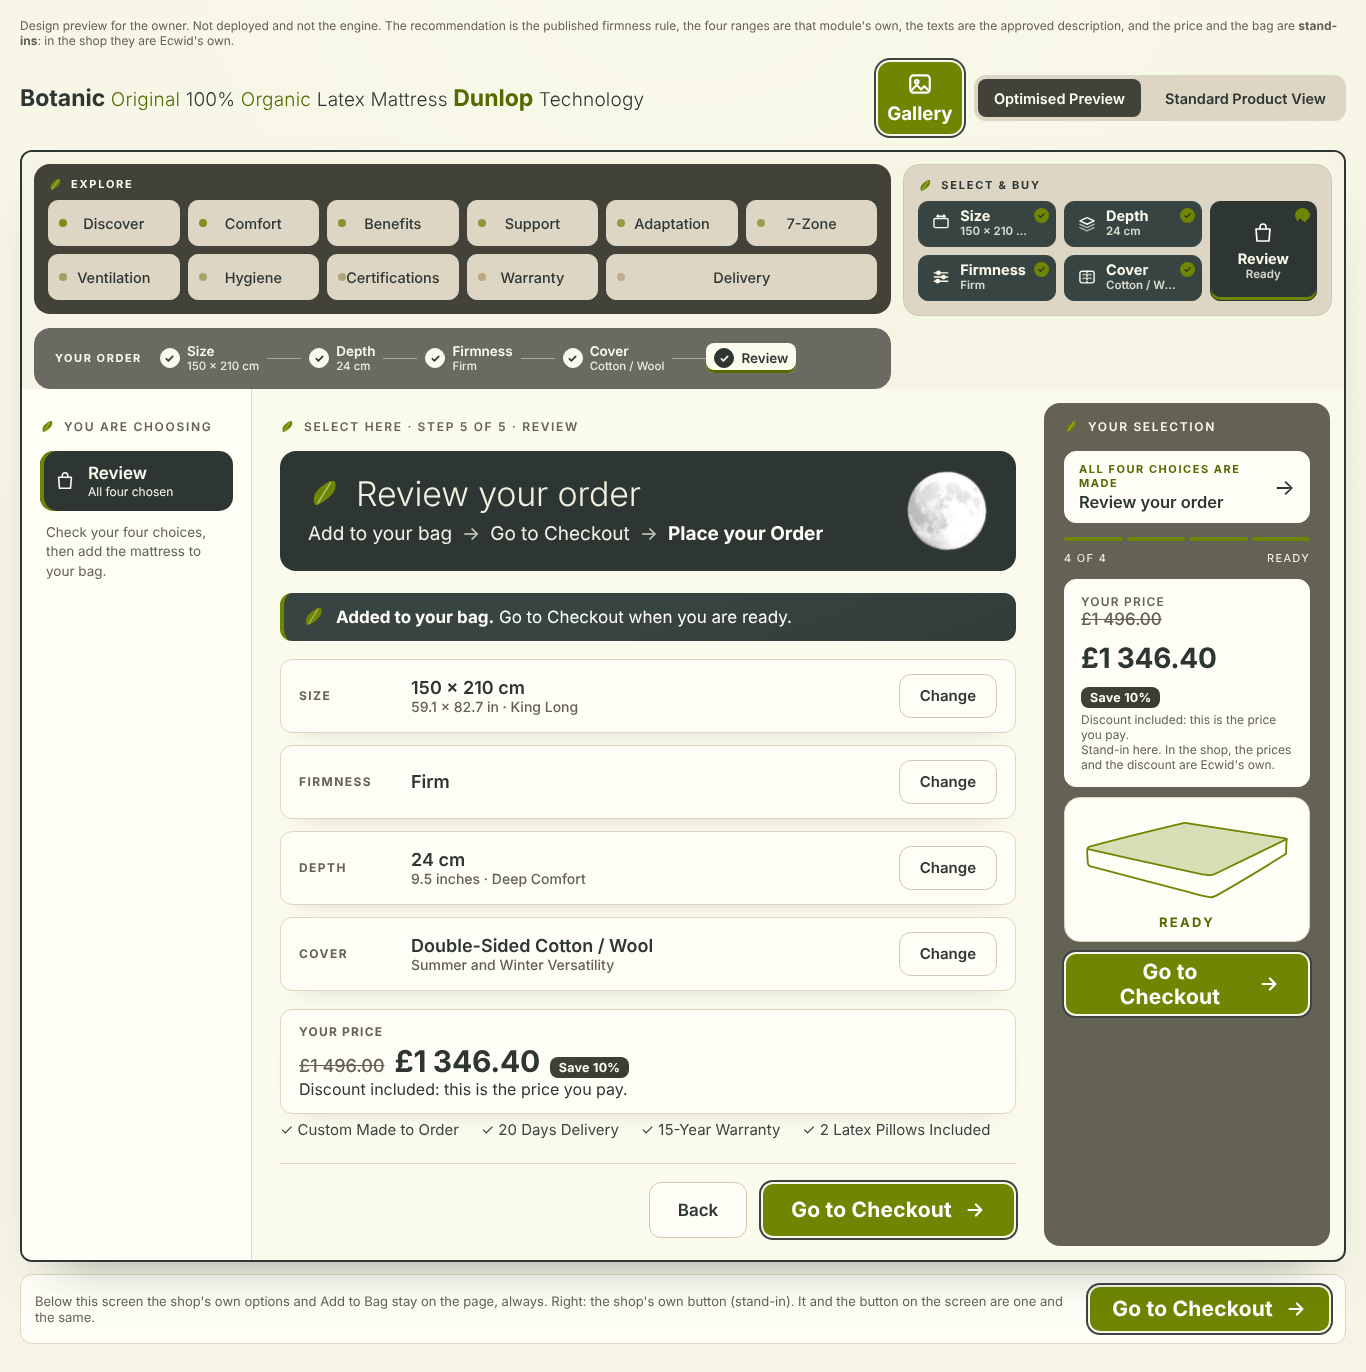 Design preview for the owner. Not deployed and not the engine. The recommendation is the published firmness rule, the four ranges are that module's own, the texts are the approved description, and the price and the bag are stand-
ins: in the shop they are Ecwid's own.
Botanic Original 100% Organic Latex Mattress Dunlop Technology
Gallery
Optimised Preview
Standard Product View
EXPLORE
Discover
Comfort
Benefits
Support
Adaptation
7-Zone
Ventilation
Hygiene
Certifications
Warranty
Delivery
SELECT & BUY
Size
150 × 210 ...
Depth
24 cm
Firmness
Firm
Cover
Cotton / W...
Review
Ready
YOUR ORDER
Size
150 × 210 cm
Depth
24 cm
Firmness
Firm
Cover
Cotton / Wool
Review
YOU ARE CHOOSING
Review
All four chosen
Check your four choices,
then add the mattress to
your bag.
SELECT HERE · STEP 5 OF 5 · REVIEW
Review your order
Add to your bag → Go to Checkout → Place your Order
Added to your bag. Go to Checkout when you are ready.
SIZE
150 × 210 cm
59.1 × 82.7 in · King Long
Change
FIRMNESS
Firm
Change
DEPTH
24 cm
9.5 inches · Deep Comfort
Change
COVER
Double-Sided Cotton / Wool
Summer and Winter Versatility
Change
YOUR PRICE
£1 496.00 £1 346.40 Save 10%
Discount included: this is the price you pay.
✓ Custom Made to Order ✓ 20 Days Delivery ✓ 15-Year Warranty ✓ 2 Latex Pillows Included
Back
Go to Checkout →
YOUR SELECTION
ALL FOUR CHOICES ARE
MADE
Review your order →
4 OF 4
READY
YOUR PRICE
£1 496.00
£1 346.40
Save 10%
Discount included: this is the price
you pay.
Stand-in here. In the shop, the prices
and the discount are Ecwid's own.
READY
Go to
Checkout →
Below this screen the shop's own options and Add to Bag stay on the page, always. Right: the shop's own button (stand-in). It and the button on the screen are one and
the same.
Go to Checkout →